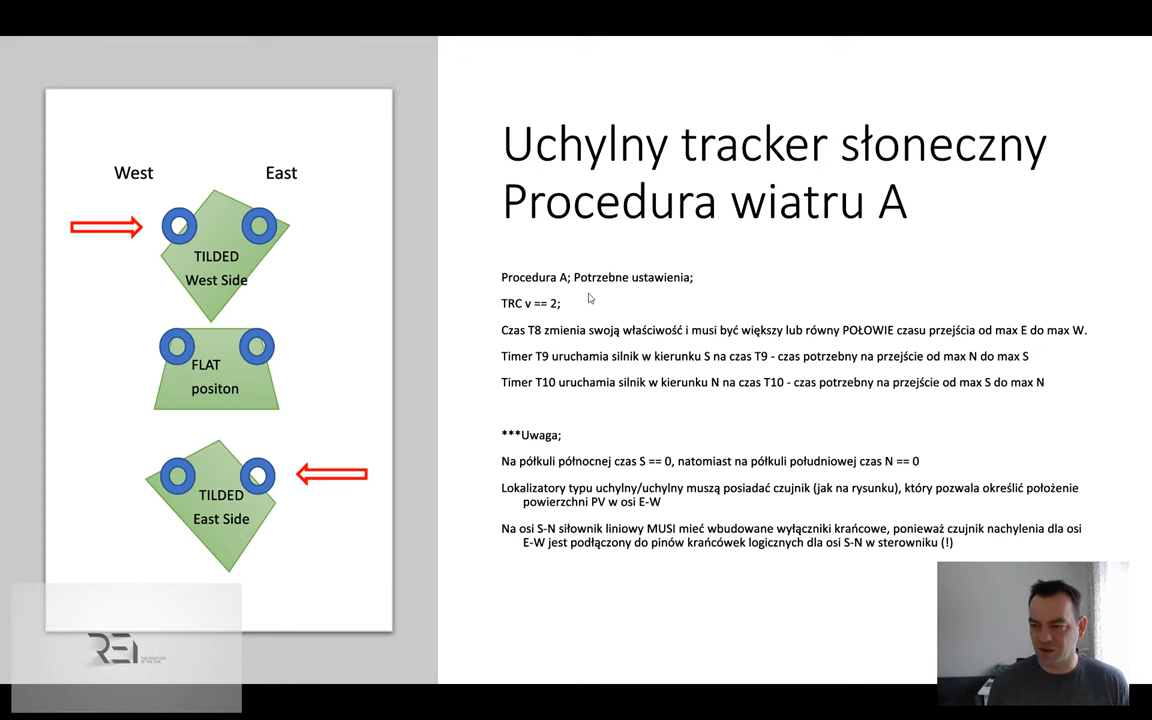 Uchylny tracker słoneczny
Procedura wiatru A
West
East
TILDED
West Side
FLAT
positon
TILDED
East Side
Procedura A; Potrzebne ustawienia;
TRC v == 2;
Czas T8 zmienia swoją właściwość i musi być większy lub równy POŁOWIE czasu przejścia od max E do max W.
Timer T9 uruchamia silnik w kierunku S na czas T9 - czas potrzebny na przejście od max N do max S
Timer T10 uruchamia silnik w kierunku N na czas T10 - czas potrzebny na przejście od max S do max N
***Uwaga;
Na półkuli północnej czas S == 0, natomiast na półkuli południowej czas N == 0
Lokalizatory typu uchylny/uchylny muszą posiadać czujnik (jak na rysunku), który pozwala określić położenie
powierzchni PV w osi E-W
Na osi S-N siłownik liniowy MUSI mieć wbudowane wyłączniki krańcowe, ponieważ czujnik nachylenia dla osi
E-W jest podłączony do pinów krańcówek logicznych dla osi S-N w sterowniku (!)
REI